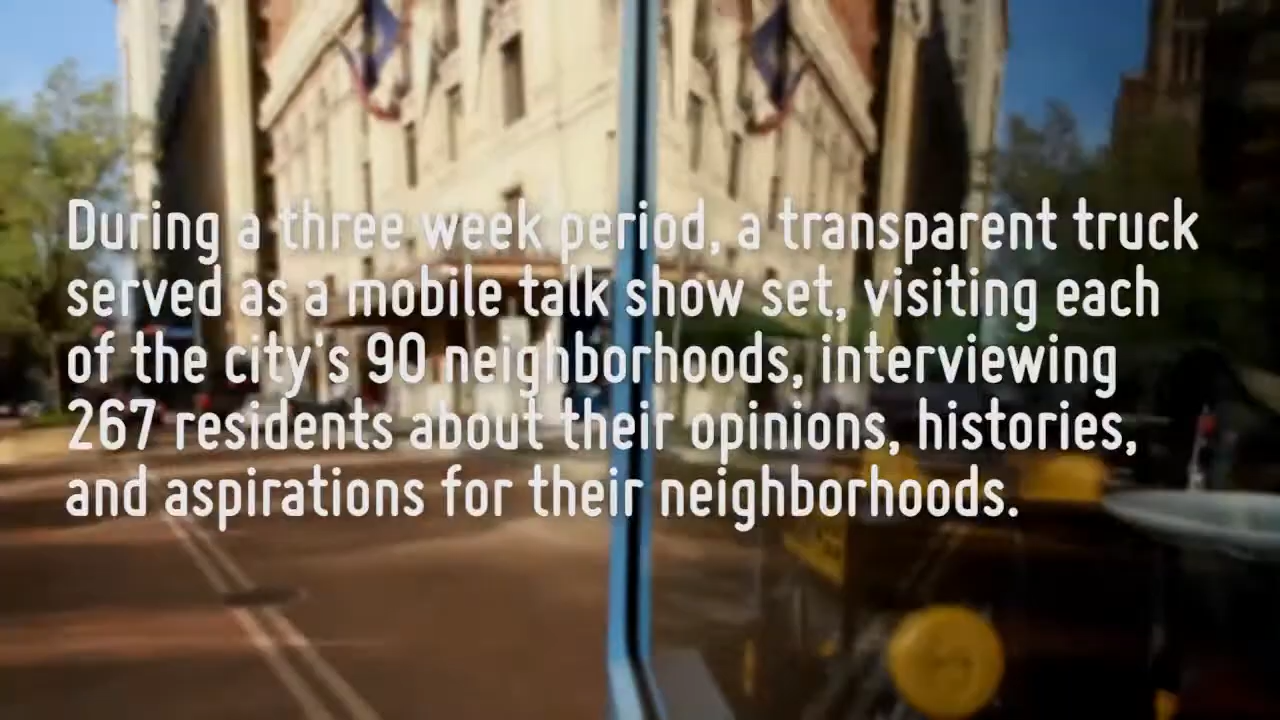 During a three week period, a transparent truck
served as a mobile talk show set, visiting each
of the city's 90 neighborhoods, interviewing
267 residents about their opinions, histories,
and aspirations for their neighborhoods.